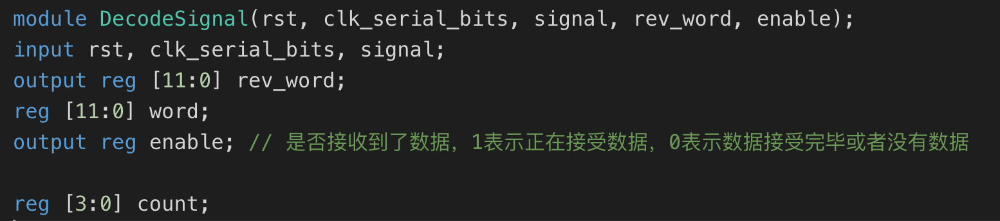 module DecodeSignal(rst, clk_serial_bits, signal, rev_word, enable);
input rst, clk_serial_bits, signal;
output reg [11:0] rev_word;
reg [11:0] word;
output reg enable; // 是否接收到了数据，1表示正在接受数据，0表示数据接受完毕或者没有数据
reg [3:0] count;